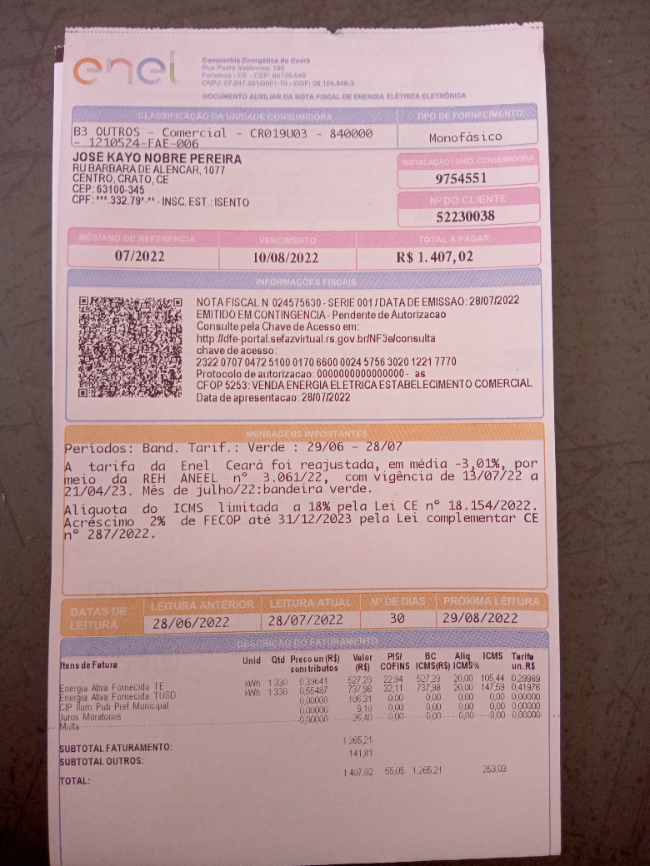 enel
Companhia Energética do Ceará
Rua Padre Valdevino, 150
Fortaleza - CE - CEP: 60135-040
DOCUMENTO AUXILIAR DA NOTA FISCAL DE ENERGIA ELÉTRICA ELETRÔNICA
CLASSIFICAÇÃO DA UNIDADE CONSUMIDORA
TIPO DE FORNECIMENTO
B3 OUTROS - Comercial - CR019U03 - 840000
- 1210524-FAE-006
Monofásico
JOSE KAYO NOBRE PEREIRA
RU BARBARA DE ALENCAR, 1077
CENTRO, CRATO, CE
CEP: 63100-345
CPF: ***.332.79*-** - INSC. EST.: ISENTO
INSTALAÇÃO / UNID. CONSUMIDORA
9754551
Nº DO CLIENTE
52230038
MÊS/ANO DE REFERÊNCIA
VENCIMENTO
TOTAL A PAGAR
07/2022
10/08/2022
R$ 1.407,02
INFORMAÇÕES FISCAIS
NOTA FISCAL N 024575630 - SERIE 001 / DATA DE EMISSAO: 28/07/2022
EMITIDO EM CONTINGENCIA - Pendente de Autorizacao
Consulte pela Chave de Acesso em:
http://dfe-portal.sefazvirtual.rs.gov.br/NF3e/consulta
chave de acesso:
2322 0707 0472 5100 0170 6600 0024 5756 3020 1221 7770
Protocolo de autorizacao: 0000000000000000 - as
CFOP 5253: VENDA ENERGIA ELETRICA ESTABELECIMENTO COMERCIAL
Data de apresentacao: 28/07/2022
MENSAGENS IMPORTANTES
Períodos: Band. Tarif.: Verde : 29/06 - 28/07
A tarifa da Enel Ceará foi reajustada, em média -3,01%, por
meio da REH ANEEL nº 3.061/22, com vigência de 13/07/22 a
21/04/23. Mês de julho/22:bandeira verde.
Alíquota do ICMS limitada a 18% pela Lei CE nº 18.154/2022.
Acréscimo 2% de FECOP até 31/12/2023 pela Lei complementar CE
nº 287/2022.
DATAS DE
LEITURA
LEITURA ANTERIOR
LEITURA ATUAL
Nº DE DIAS
PROXIMA LEITURA
28/06/2022
28/07/2022
30
29/08/2022
DESCRIÇÃO DO FATURAMENTO
Itens de Fatura Unid Qtd Preco un (R$) Valor PIS/ BC Aliq ICMS Tarifa
com tributos (R$) COFINS ICMS(R$) ICMS% un. R$
Energia Ativa Fornecida TE kWh 1.330 0,39641 527,23 22,94 527,23 20,00 105,44 0,29989
Energia Ativa Fornecida TUSD kWh 1.330 0,55487 737,98 32,11 737,98 20,00 147,59 0,41976
CIP Ilum Pub Pref Municipal 0,00000 106,31 0,00 0,00 0,00 0,00 0,00000
Juros Moratorios 0,00000 9,10 0,00 0,00 0,00 0,00 0,00000
Multa 0,00000 26,40 0,00 0,00 0,00 0,00 0,00000
SUBTOTAL FATURAMENTO: 1.265,21
SUBTOTAL OUTROS: 141,81
TOTAL: 1.407,02 55,05 1.265,21 253,03